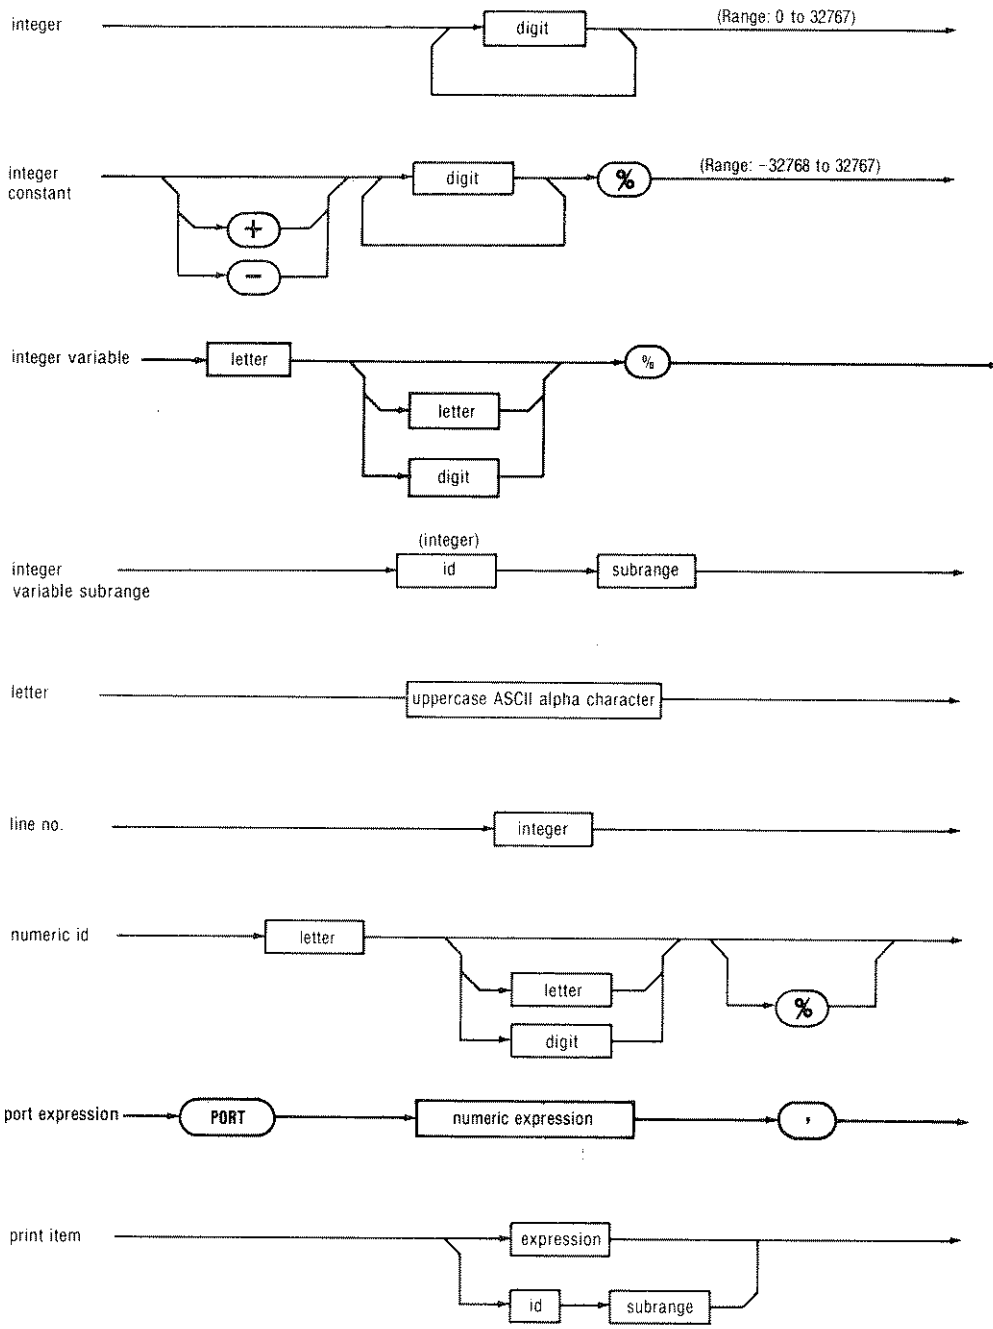 integer
digit
(Range: 0 to 32767)
integer
constant
digit
%
(Range: -32768 to 32767)
+
-
integer variable
letter
%
letter
digit
(integer)
integer
variable subrange
id
subrange
letter
uppercase ASCII alpha character
line no.
integer
numeric id
letter
letter
%
digit
port expression
PORT
numeric expression
,
print item
expression
id
subrange